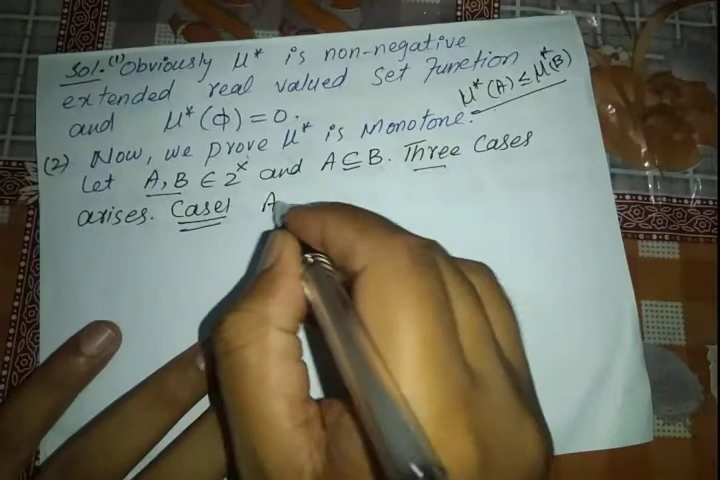 Sol. (1) Obviously μ* is non-negative
extended real valued set function
and μ*(Φ) = 0. μ*(A) ≤ μ*(B)
(2) Now, we prove μ* is Monotone.
Let A, B ∈ 2^X and A ⊆ B. Three Cases
arises. Case1 A